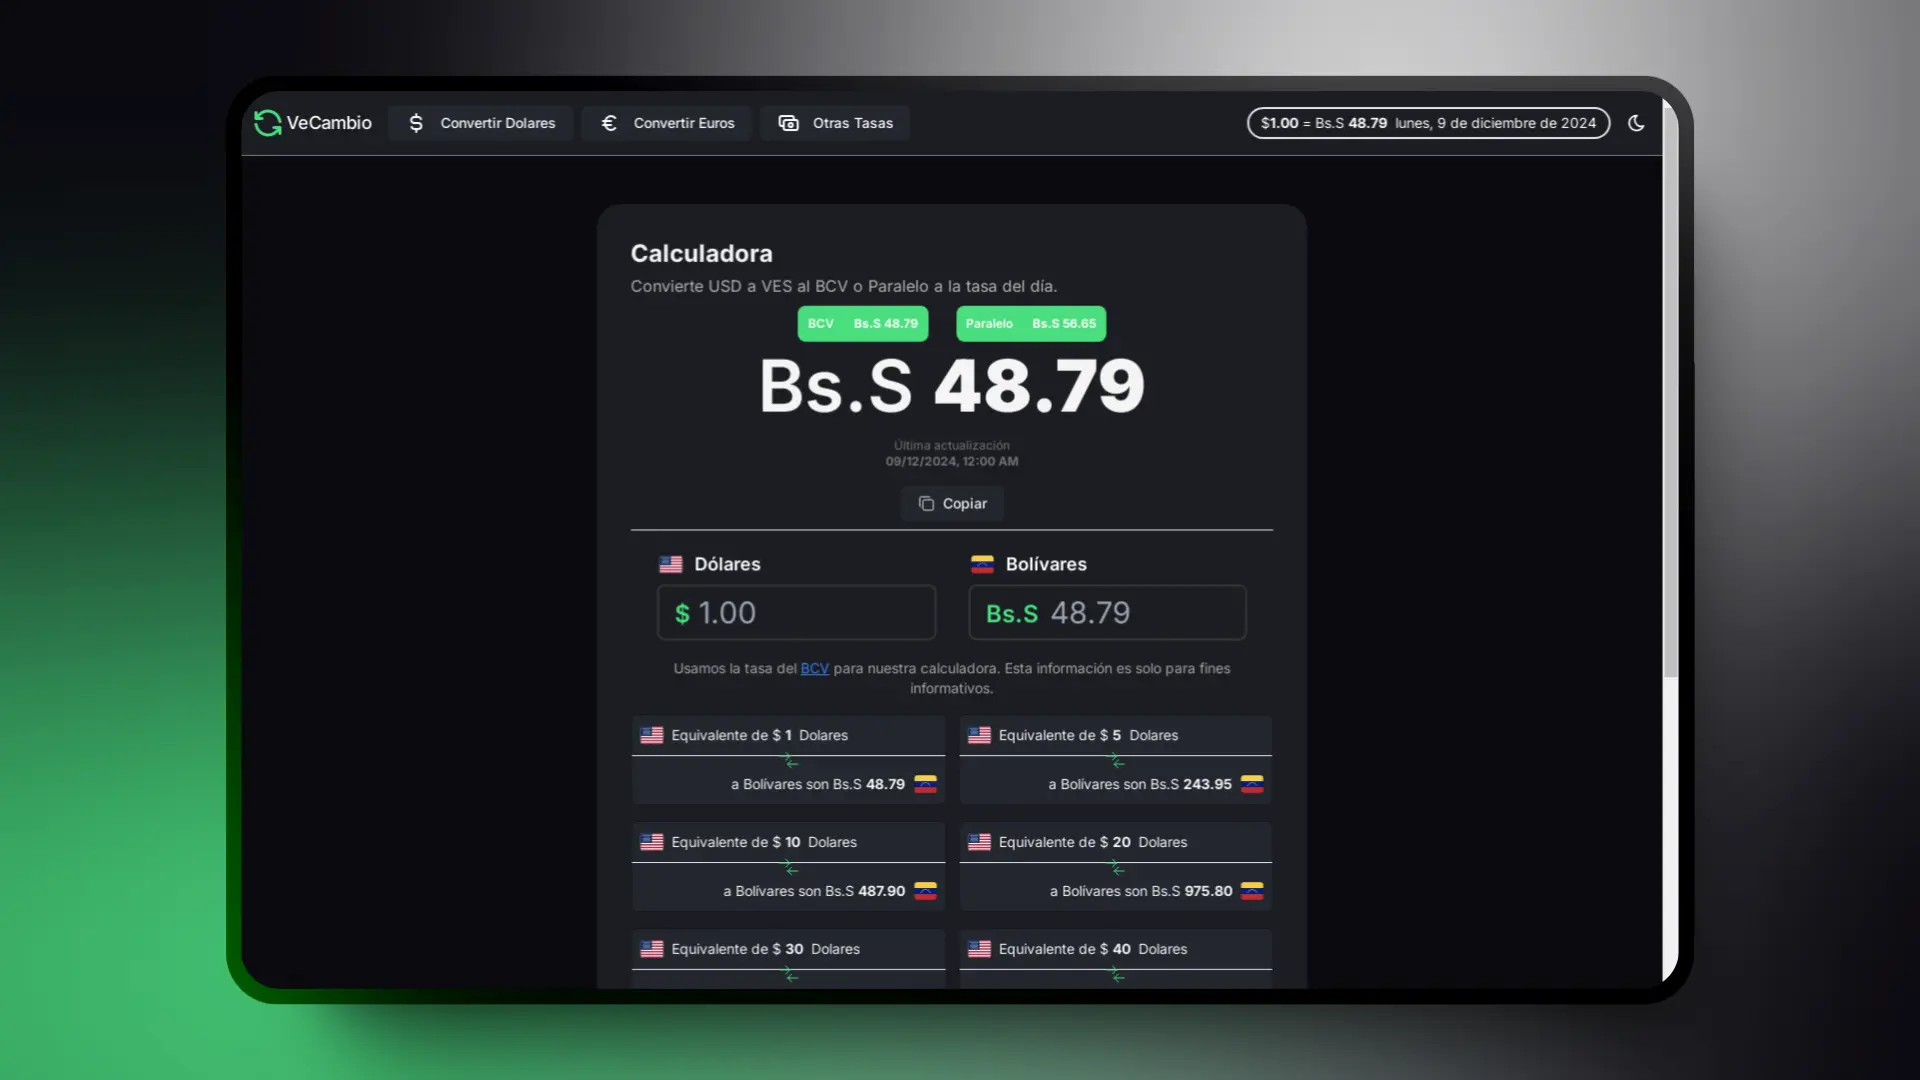 VeCambio
$ Convertir Dolares
€ Convertir Euros
Otras Tasas
$1.00 = Bs.S 48.79 lunes, 9 de diciembre de 2024
Calculadora
Convierte USD a VES al BCV o Paralelo a la tasa del día.
BCV Bs.S 48.79
Paralelo Bs.S 56.65
Bs.S 48.79
Última actualización
09/12/2024, 12:00 AM
Copiar
Dólares
Bolívares
$ 1.00
Bs.S 48.79
Usamos la tasa del BCV para nuestra calculadora. Esta información es solo para fines
informativos.
Equivalente de $ 1 Dolares
a Bolívares son Bs.S 48.79
Equivalente de $ 5 Dolares
a Bolívares son Bs.S 243.95
Equivalente de $ 10 Dolares
a Bolívares son Bs.S 487.90
Equivalente de $ 20 Dolares
a Bolívares son Bs.S 975.80
Equivalente de $ 30 Dolares
Equivalente de $ 40 Dolares